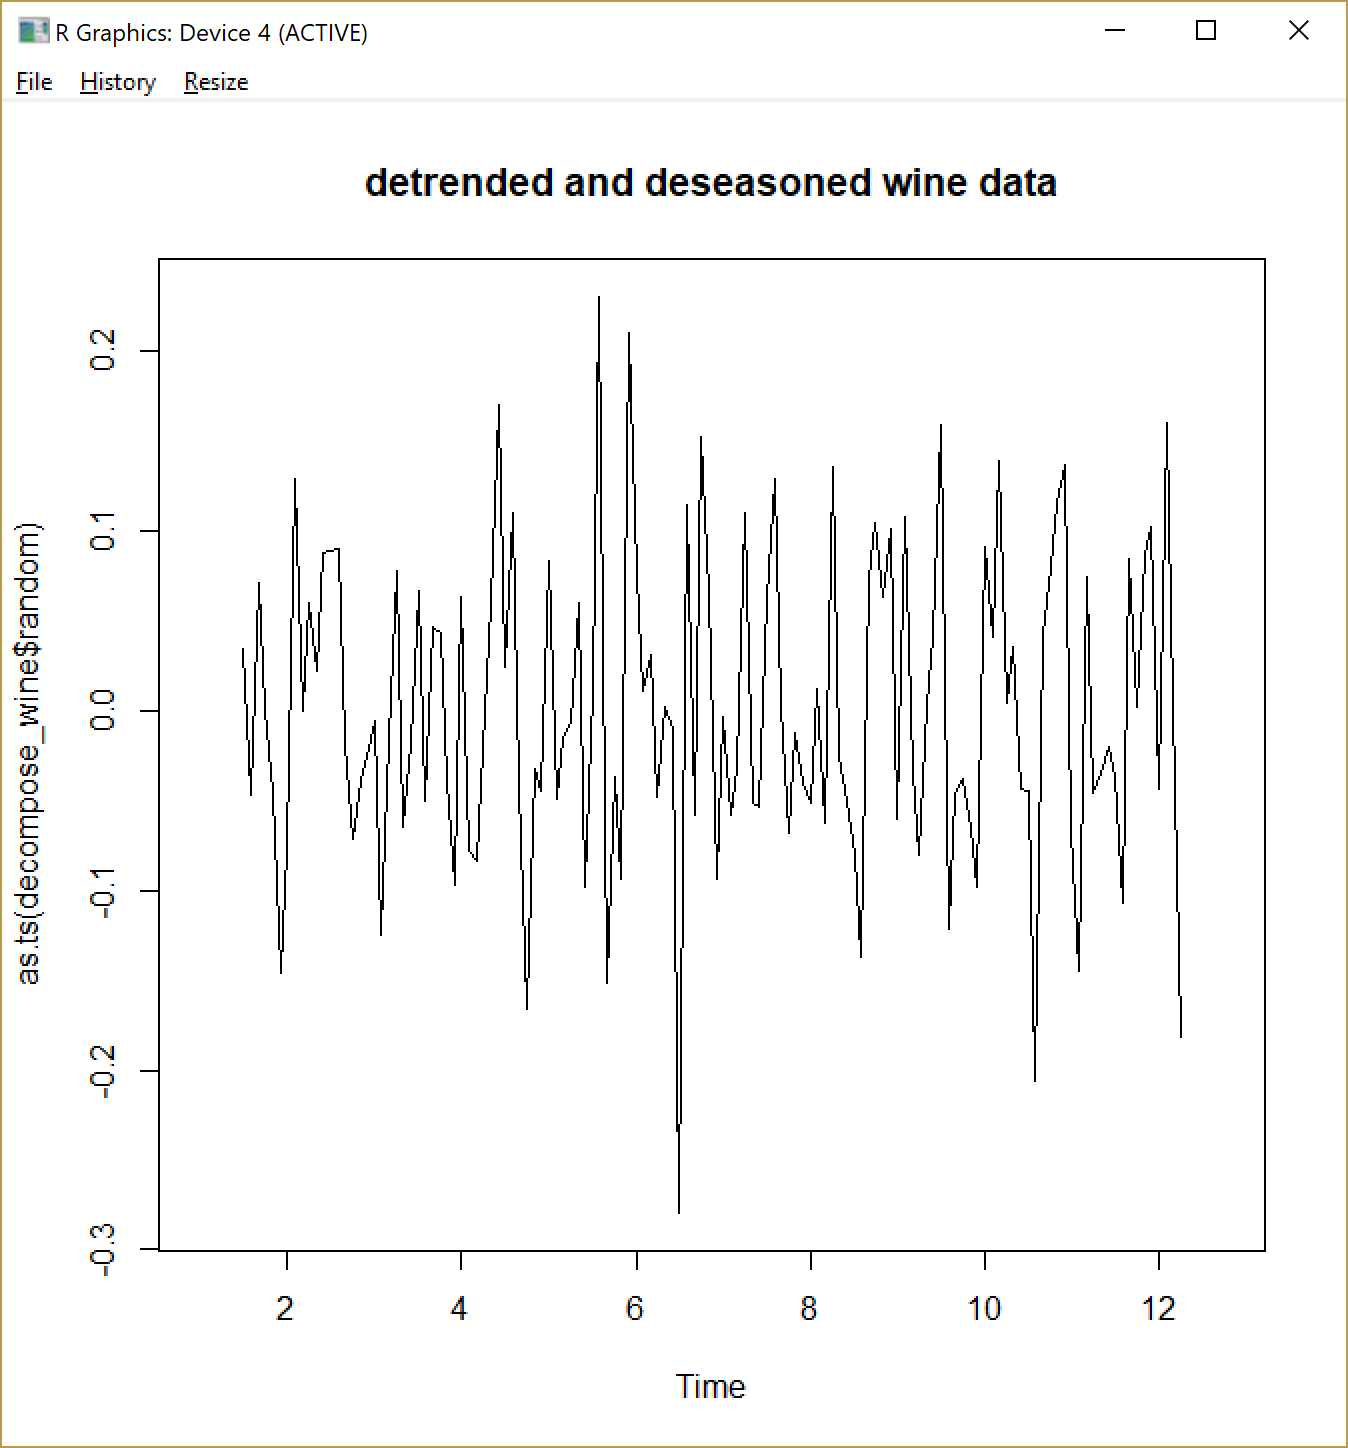 R Graphics: Device 4 (ACTIVE)
File History Resize
detrended and deseasoned wine data
as.ts(decompose_wine$random)
0.2
0.1
0.0
-0.1
-0.2
-0.3
2 4 6 8 10 12
Time